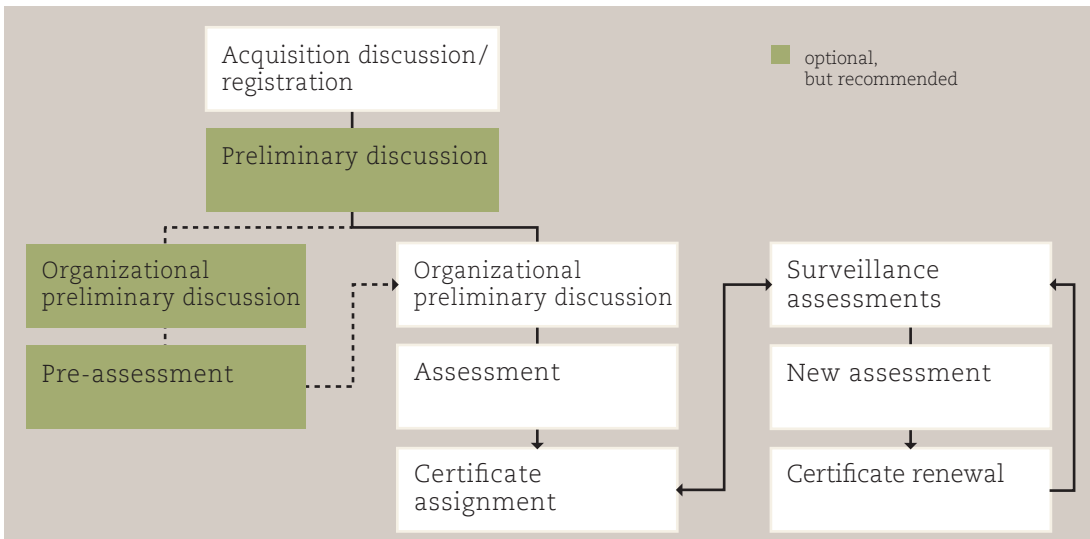 Acquisition discussion/
registration
optional,
but recommended
Preliminary discussion
Organizational
preliminary discussion
Organizational
preliminary discussion
Surveillance
assessments
Pre-assessment
Assessment
New assessment
Certificate
assignment
Certificate renewal